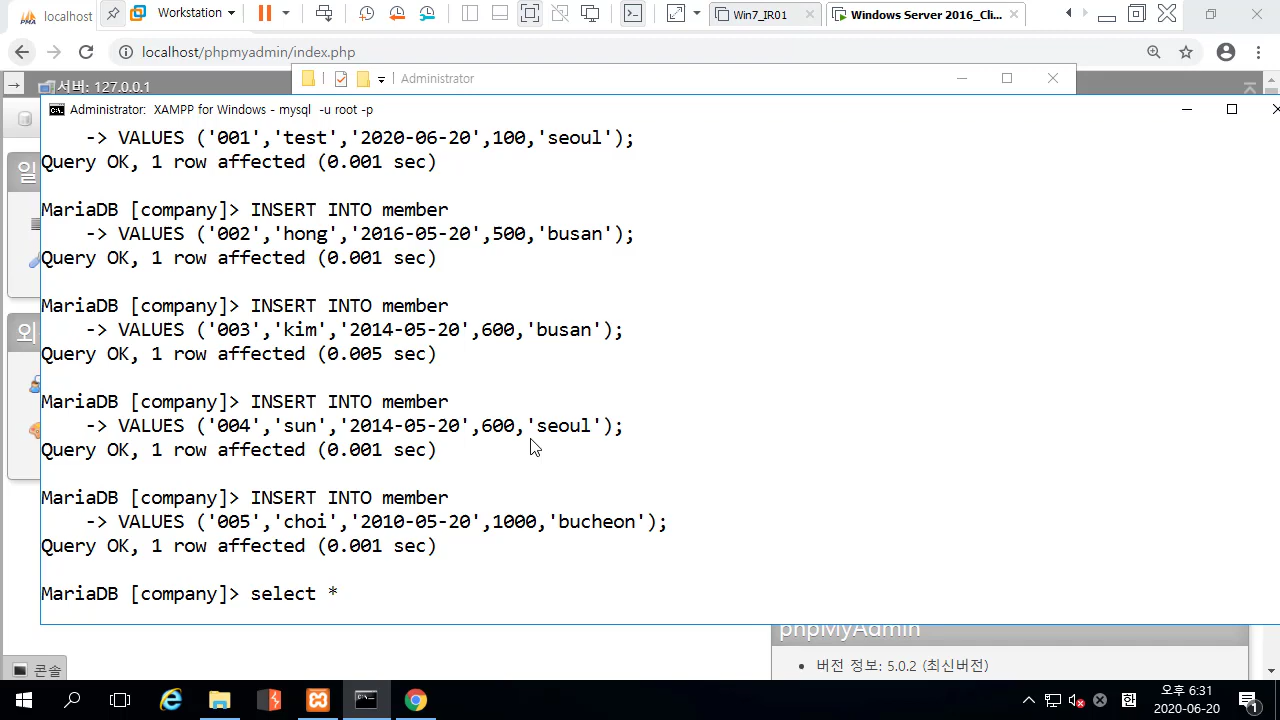 localhost
Workstation
Win7_IR01
Windows Server 2016_Cli...
localhost/phpmyadmin/index.php
서버: 127.0.0.1
Administrator
Administrator: XAMPP for Windows - mysql -u root -p
-> VALUES ('001','test','2020-06-20',100,'seoul');
Query OK, 1 row affected (0.001 sec)
MariaDB [company]> INSERT INTO member
-> VALUES ('002','hong','2016-05-20',500,'busan');
Query OK, 1 row affected (0.001 sec)
MariaDB [company]> INSERT INTO member
-> VALUES ('003','kim','2014-05-20',600,'busan');
Query OK, 1 row affected (0.005 sec)
MariaDB [company]> INSERT INTO member
-> VALUES ('004','sun','2014-05-20',600,'seoul');
Query OK, 1 row affected (0.001 sec)
MariaDB [company]> INSERT INTO member
-> VALUES ('005','choi','2010-05-20',1000,'bucheon');
Query OK, 1 row affected (0.001 sec)
MariaDB [company]> select *
일
외
phpMyAdmin
버전 정보: 5.0.2 (최신버전)
콘솔
한
오후 6:31
2020-06-20
1